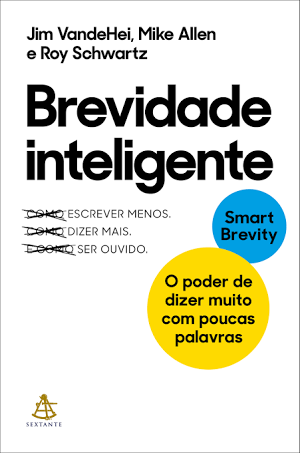 Jim VandeHei, Mike Allen
e Roy Schwartz
Brevidade
inteligente
COMO ESCREVER MENOS.
COMO DIZER MAIS.
E COMO SER OUVIDO.
Smart
Brevity
O poder de
dizer muito
com poucas
palavras
SEXTANTE